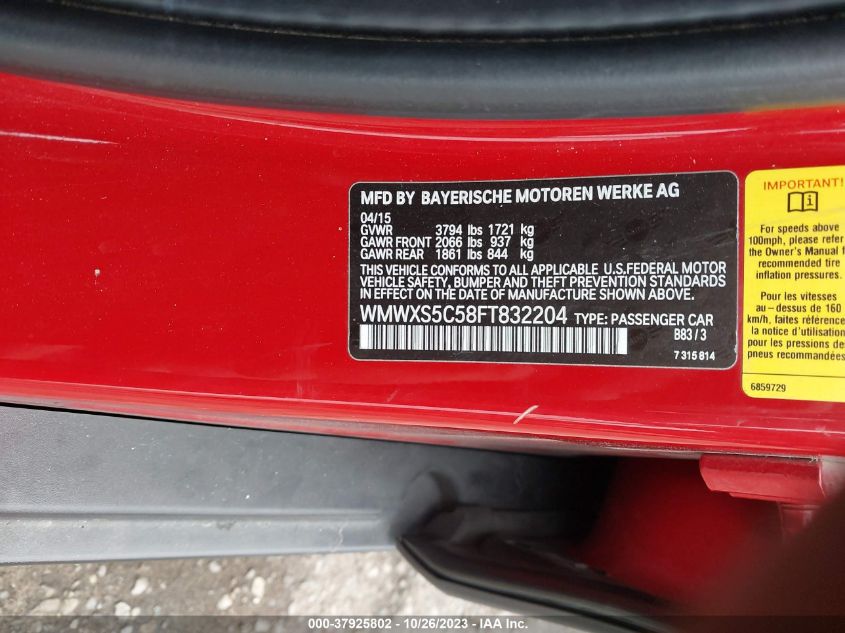 MFD BY BAYERISCHE MOTOREN WERKE AG
04/15
GVWR 3794 lbs 1721 kg
GAWR FRONT 2066 lbs 937 kg
GAWR REAR 1861 lbs 844 kg
THIS VEHICLE CONFORMS TO ALL APPLICABLE U.S.FEDERAL MOTOR
VEHICLE SAFETY, BUMPER AND THEFT PREVENTION STANDARDS
IN EFFECT ON THE DATE OF MANUFACTURE SHOWN ABOVE.
WMWXS5C58FT832204 TYPE: PASSENGER CAR
B83 / 3
7 315 814
IMPORTANT!
For speeds above
100mph, please refer
the Owner's Manual f
recommended tire
inflation pressures.
Pour les vitesses
au-dessus de 160
km/h, faites référence
la notice d'utilisation
pour les pressions des
pneus recommandées
6859729
000-37925802 - 10/26/2023 - IAA Inc.